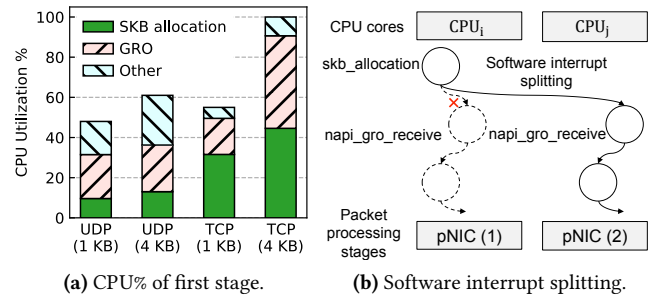 100
80
60
40
20
0
CPU Utilization %
SKB allocation
GRO
Other
UDP
(1 KB)
UDP
(4 KB)
TCP
(1 KB)
TCP
(4 KB)
(a) CPU% of first stage.
CPU cores
CPUi
CPUj
skb_allocation
Software interrupt
splitting
napi_gro_receive
napi_gro_receive
Packet
processing
stages
pNIC (1)
pNIC (2)
(b) Software interrupt splitting.